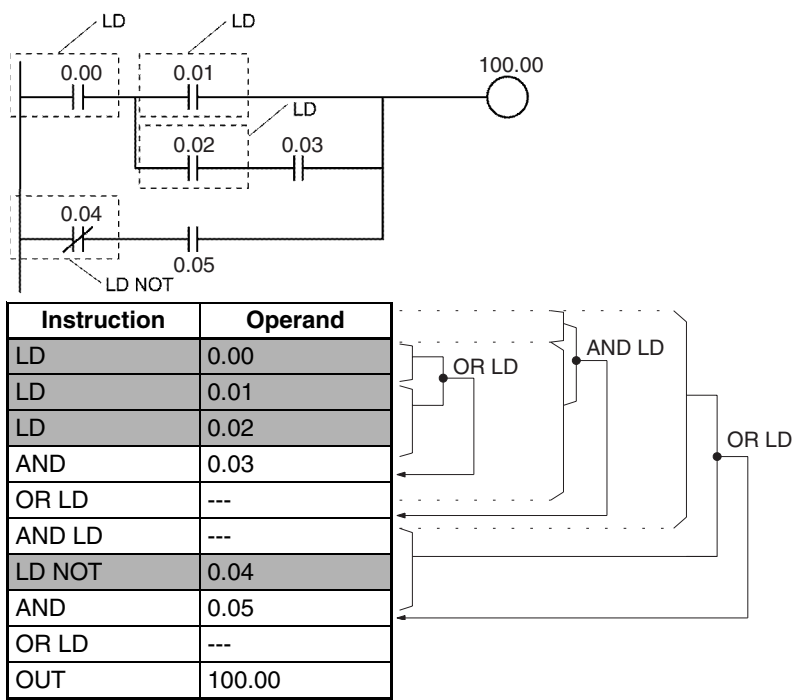 LD LD
0.00 0.01 100.00
LD
0.02 0.03
0.04
0.05
LD NOT
Instruction Operand
LD 0.00
LD 0.01
LD 0.02
AND 0.03
OR LD ---
AND LD ---
LD NOT 0.04
AND 0.05
OR LD ---
OUT 100.00
AND LD
OR LD
OR LD